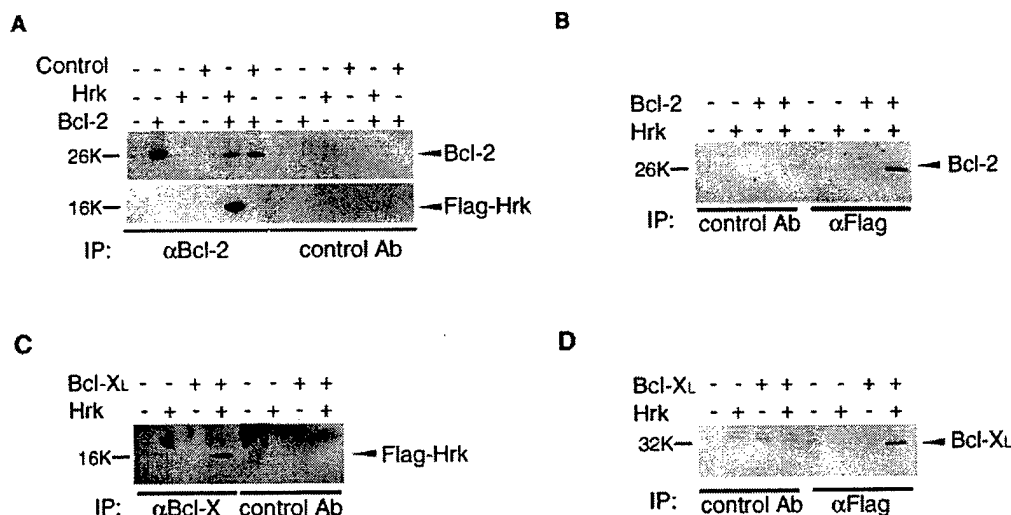 A
Control - - - + - + - - - + - +
Hrk - - + - + - - - + - + -
Bcl-2 - + - - + + - + - - + +
26K Bcl-2
16K Flag-Hrk
IP: αBcl-2 control Ab
B
Bcl-2 - - + + - - + +
Hrk - + - + - + - +
26K Bcl-2
IP: control Ab αFlag
C
Bcl-XL - - + + - - + +
Hrk - + - + - + - +
16K Flag-Hrk
IP: αBcl-X control Ab
D
Bcl-XL - - + + - - + +
Hrk - + - + - + - +
32K Bcl-XL
IP: control Ab αFlag